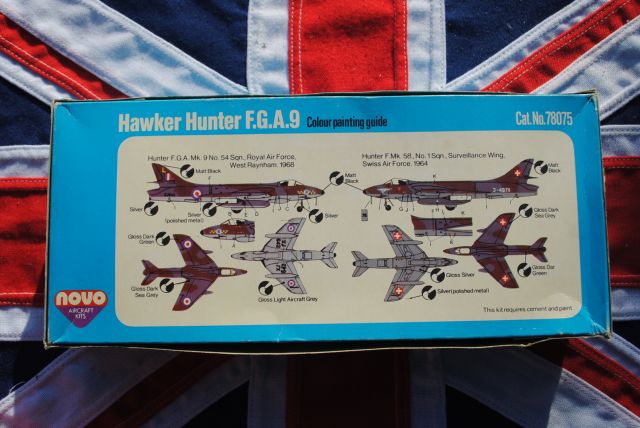 Hawker Hunter F.G.A.9 Colour painting guide Cat.No.78075
Hunter F.G.A. Mk. 9 No. 54 Sqn, Royal Air Force,
West Raynham. 1968
Hunter F. Mk. 58, No.1 Sqn, Surveillance Wing,
Swiss Air Force. 1964
Matt
Black
Matt
Black
Matt
Black
Silver
Silver
(polished metal)
Silver
Gloss Dark
Green
Gloss Dark
Sea Grey
Gloss Light Aircraft Grey
Gloss Dark
Sea Grey
Gloss Silver
Silver (polished metal)
Gloss Dar
Green
novo
AIRCRAFT
KITS
This kit requires cement and paint